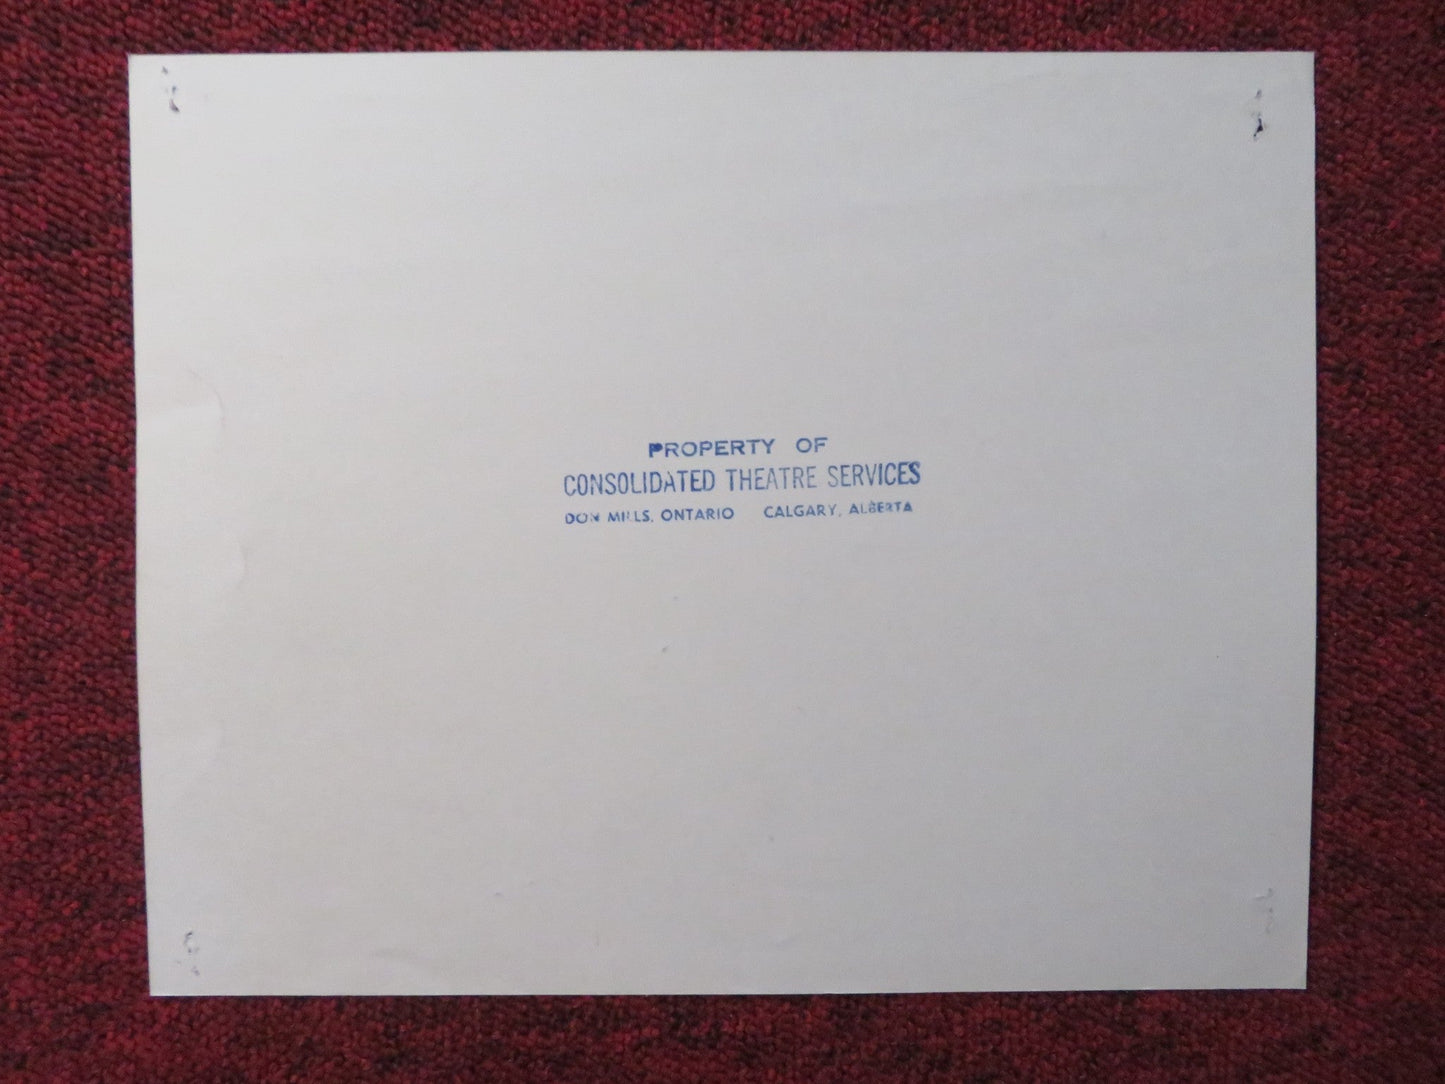 PROPERTY OF
CONSOLIDATED THEATRE SERVICES
DON MILLS, ONTARIO CALGARY, ALBERTA